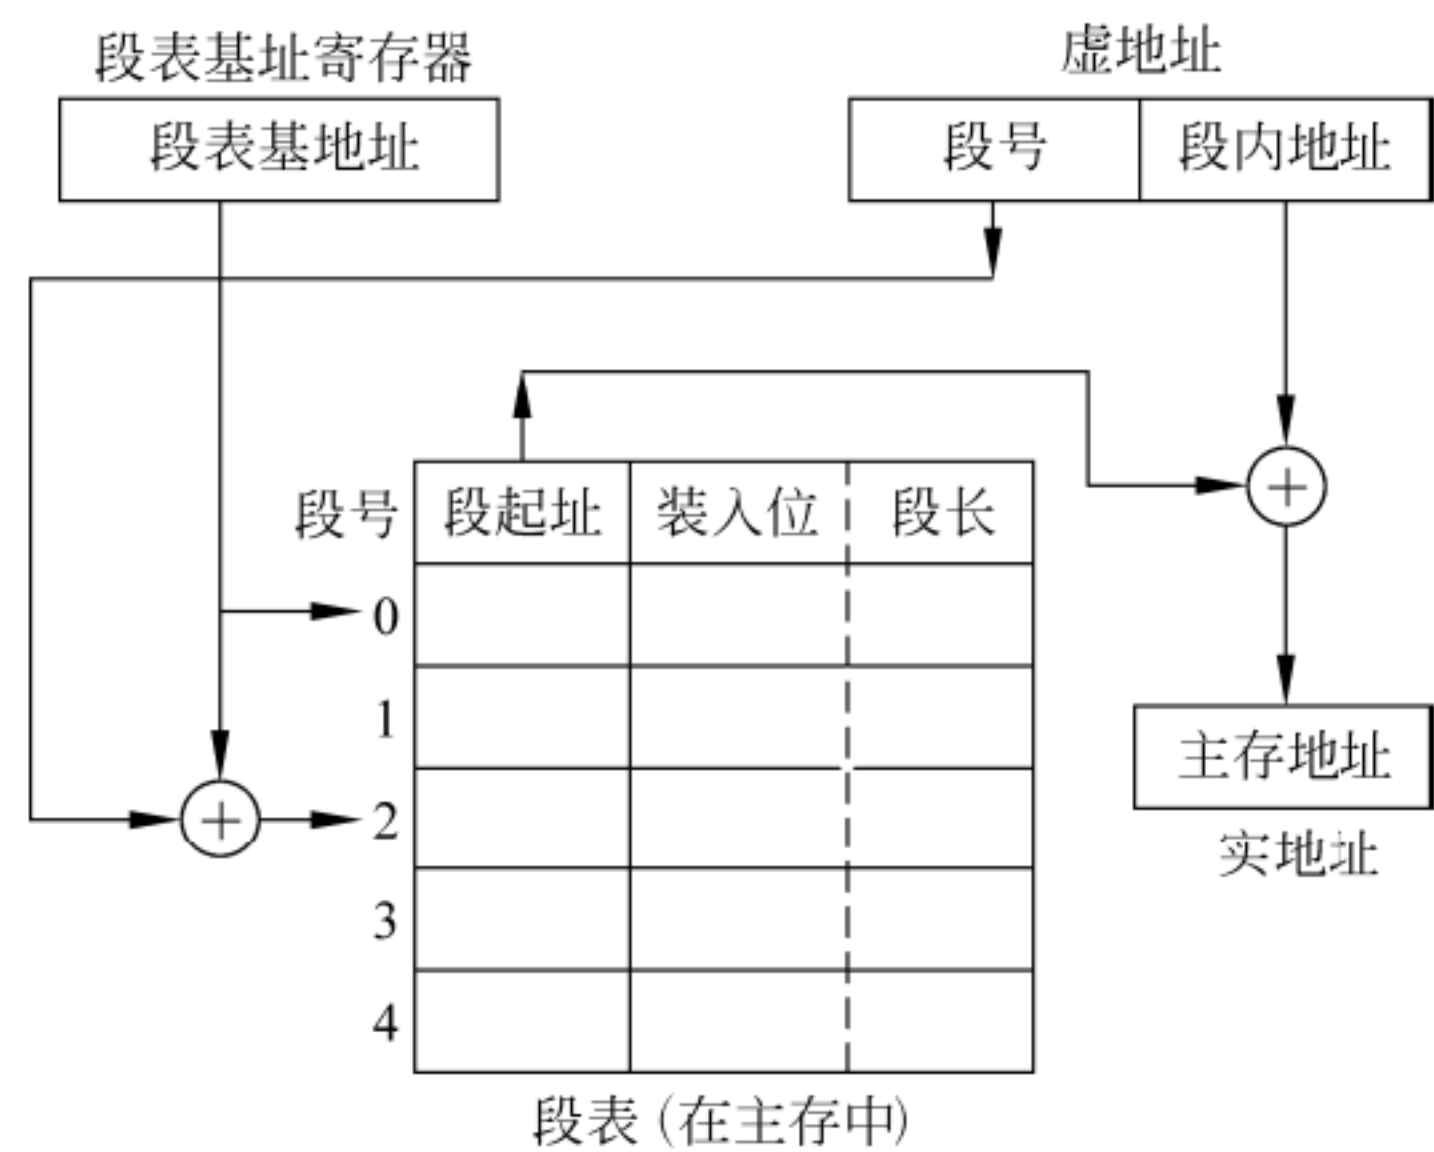 段表基址寄存器
虚地址
段表基地址
段号 段内地址
段号 段起址 装入位 段长
0
1
2
3
4
主存地址
实地址
段表(在主存中)